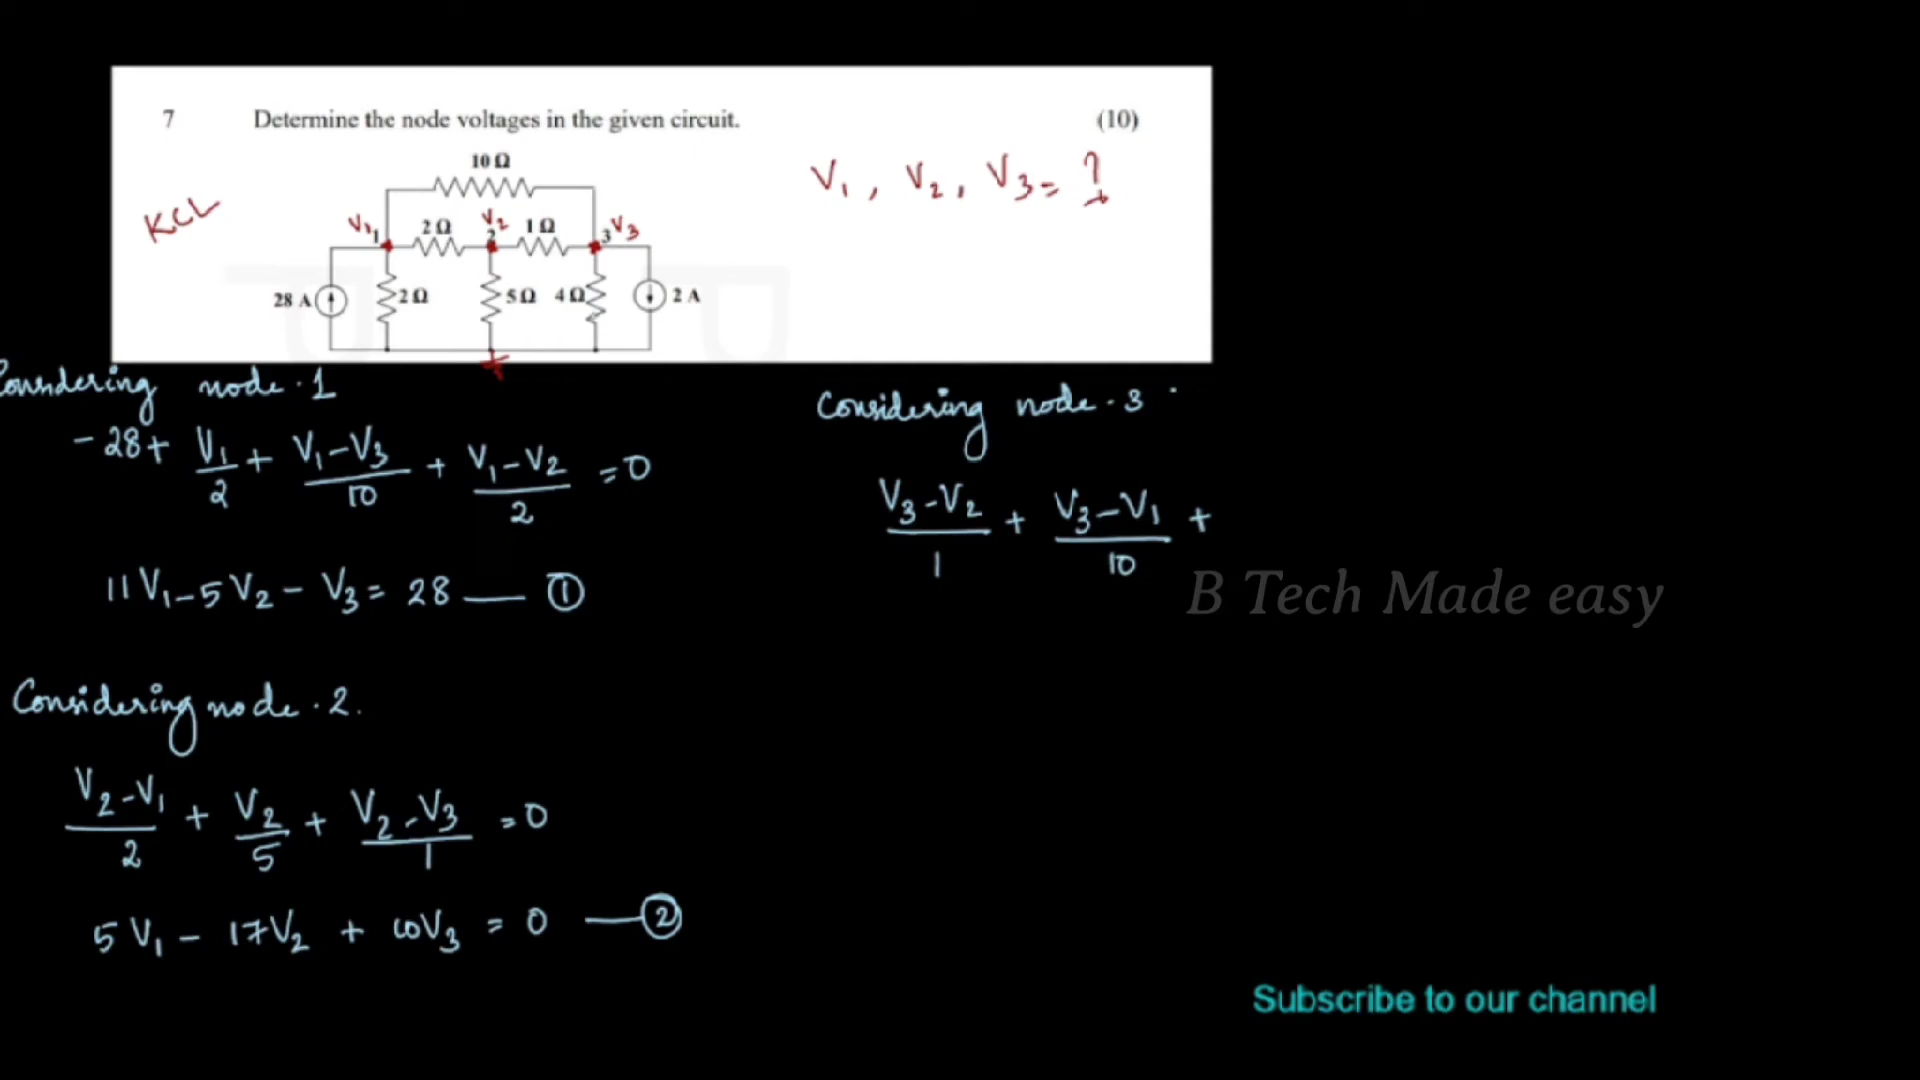 7 Determine the node voltages in the given circuit. (10)
10 Ω
V1, V2, V3 = ?
KCL
V1 1 2 Ω V2 2 1 Ω 3 V3
28 A 2 Ω 5 Ω 4 Ω 2 A
Considering node · 1
-28 + V1/2 + (V1-V3)/10 + (V1-V2)/2 = 0
11V1 - 5V2 - V3 = 28 — ①
Considering node · 2.
(V2-V1)/2 + V2/5 + (V2-V3)/1 = 0
5V1 - 17V2 + 10V3 = 0 — ②
Considering node · 3
(V3-V2)/1 + (V3-V1)/10 +
B Tech Made easy
Subscribe to our channel